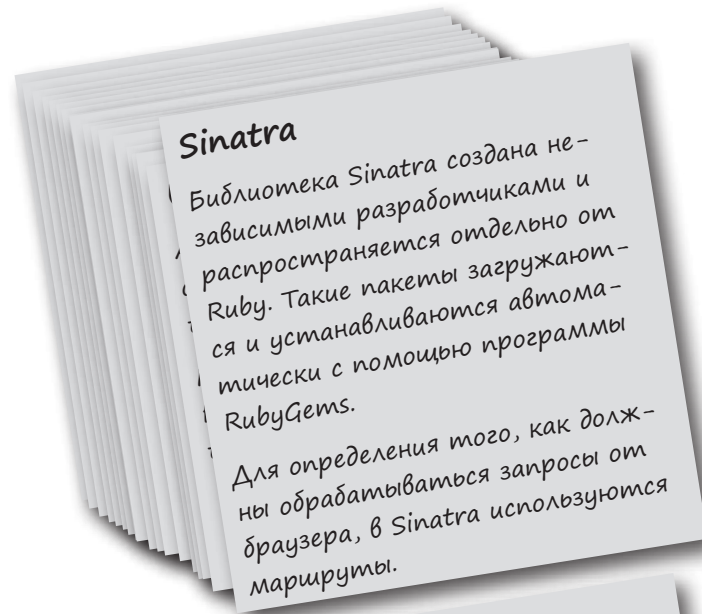 Sinatra
Библиотека Sinatra создана не-
зависимыми разработчиками и
распространяется отдельно от
Ruby. Такие пакеты загружают-
ся и устанавливаются автома-
тически с помощью программы
RubyGems.
Для определения того, как долж-
ны обрабатываться запросы от
браузера, в Sinatra используются
маршруты.